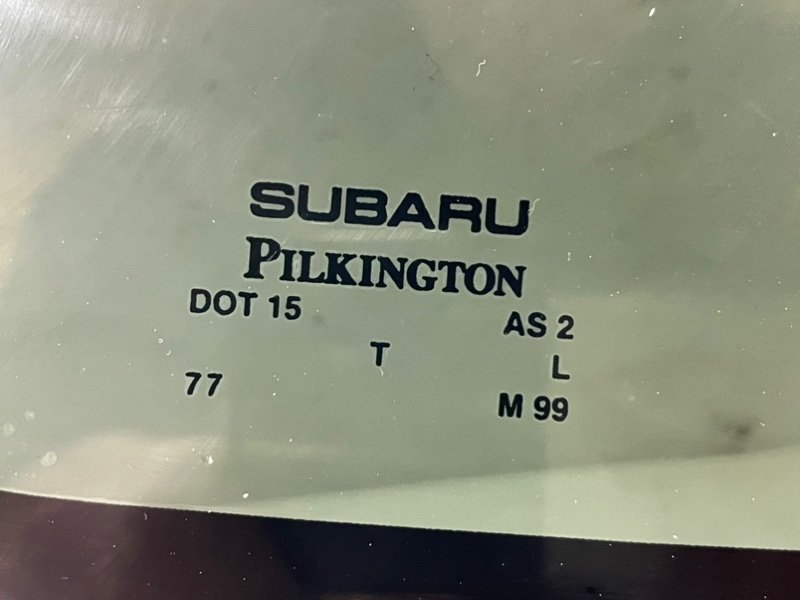 SUBARU
PILKINGTON
DOT 15 AS 2
T L
77 M 99